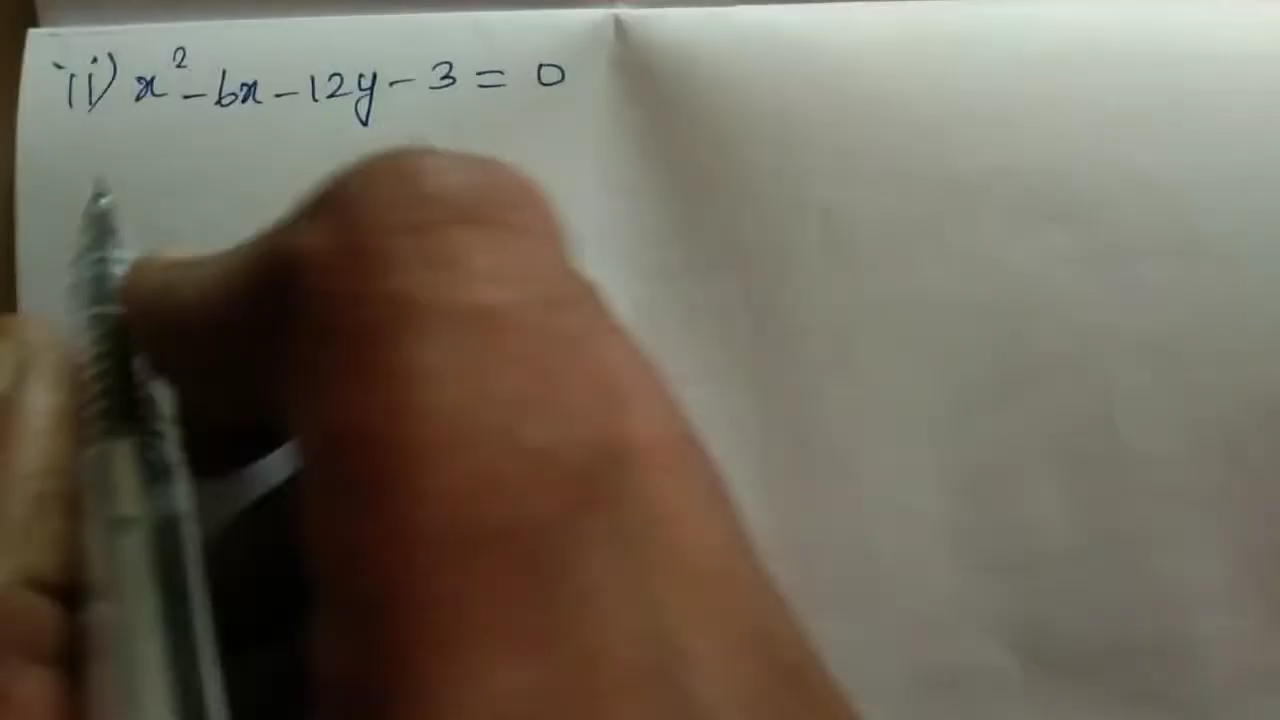 ii) x² - 6x - 12y - 3 = 0